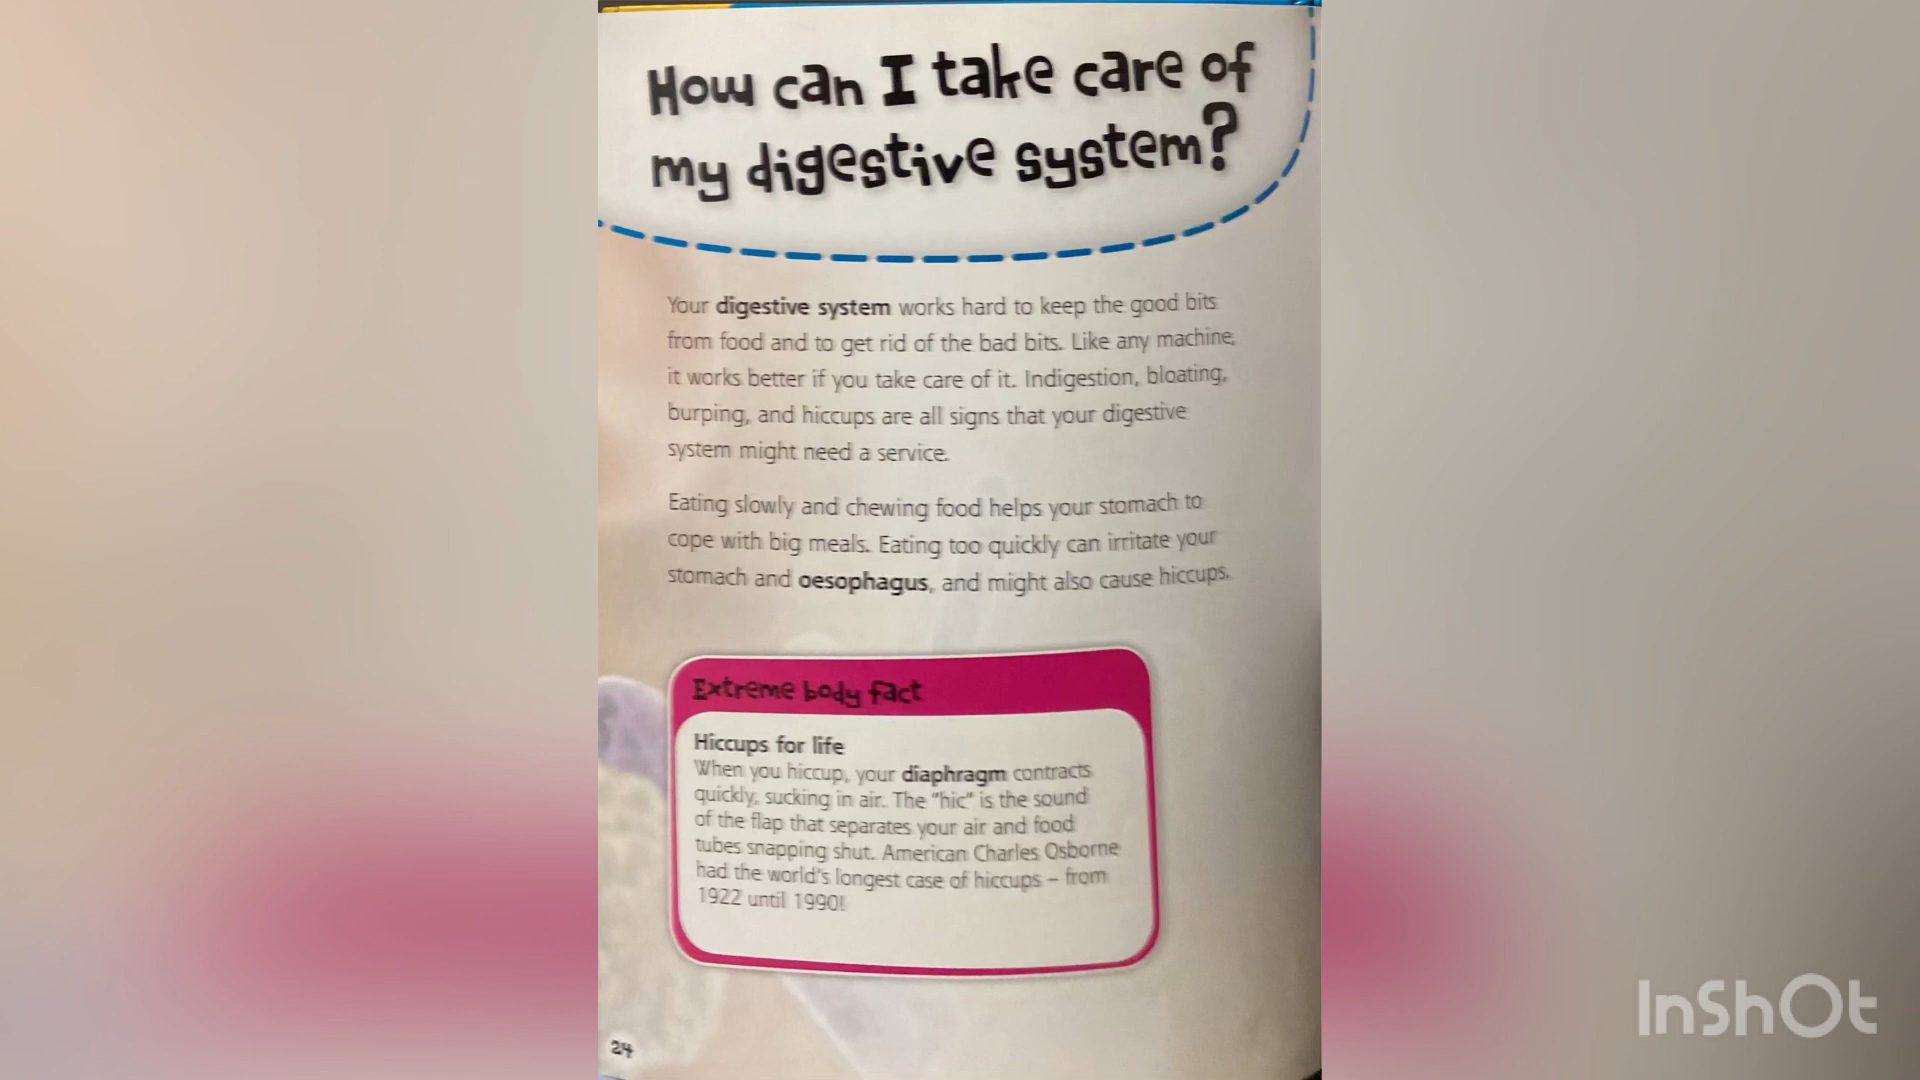 How can I take care of
my digestive system?
Your digestive system works hard to keep the good bits
from food and to get rid of the bad bits. Like any machine,
it works better if you take care of it. Indigestion, bloating,
burping, and hiccups are all signs that your digestive
system might need a service.
Eating slowly and chewing food helps your stomach to
cope with big meals. Eating too quickly can irritate your
stomach and oesophagus, and might also cause hiccups.
Extreme body fact
Hiccups for life
When you hiccup, your diaphragm contracts
quickly, sucking in air. The "hic" is the sound
of the flap that separates your air and food
tubes snapping shut. American Charles Osborne
had the world's longest case of hiccups – from
1922 until 1990!
24
InShOt